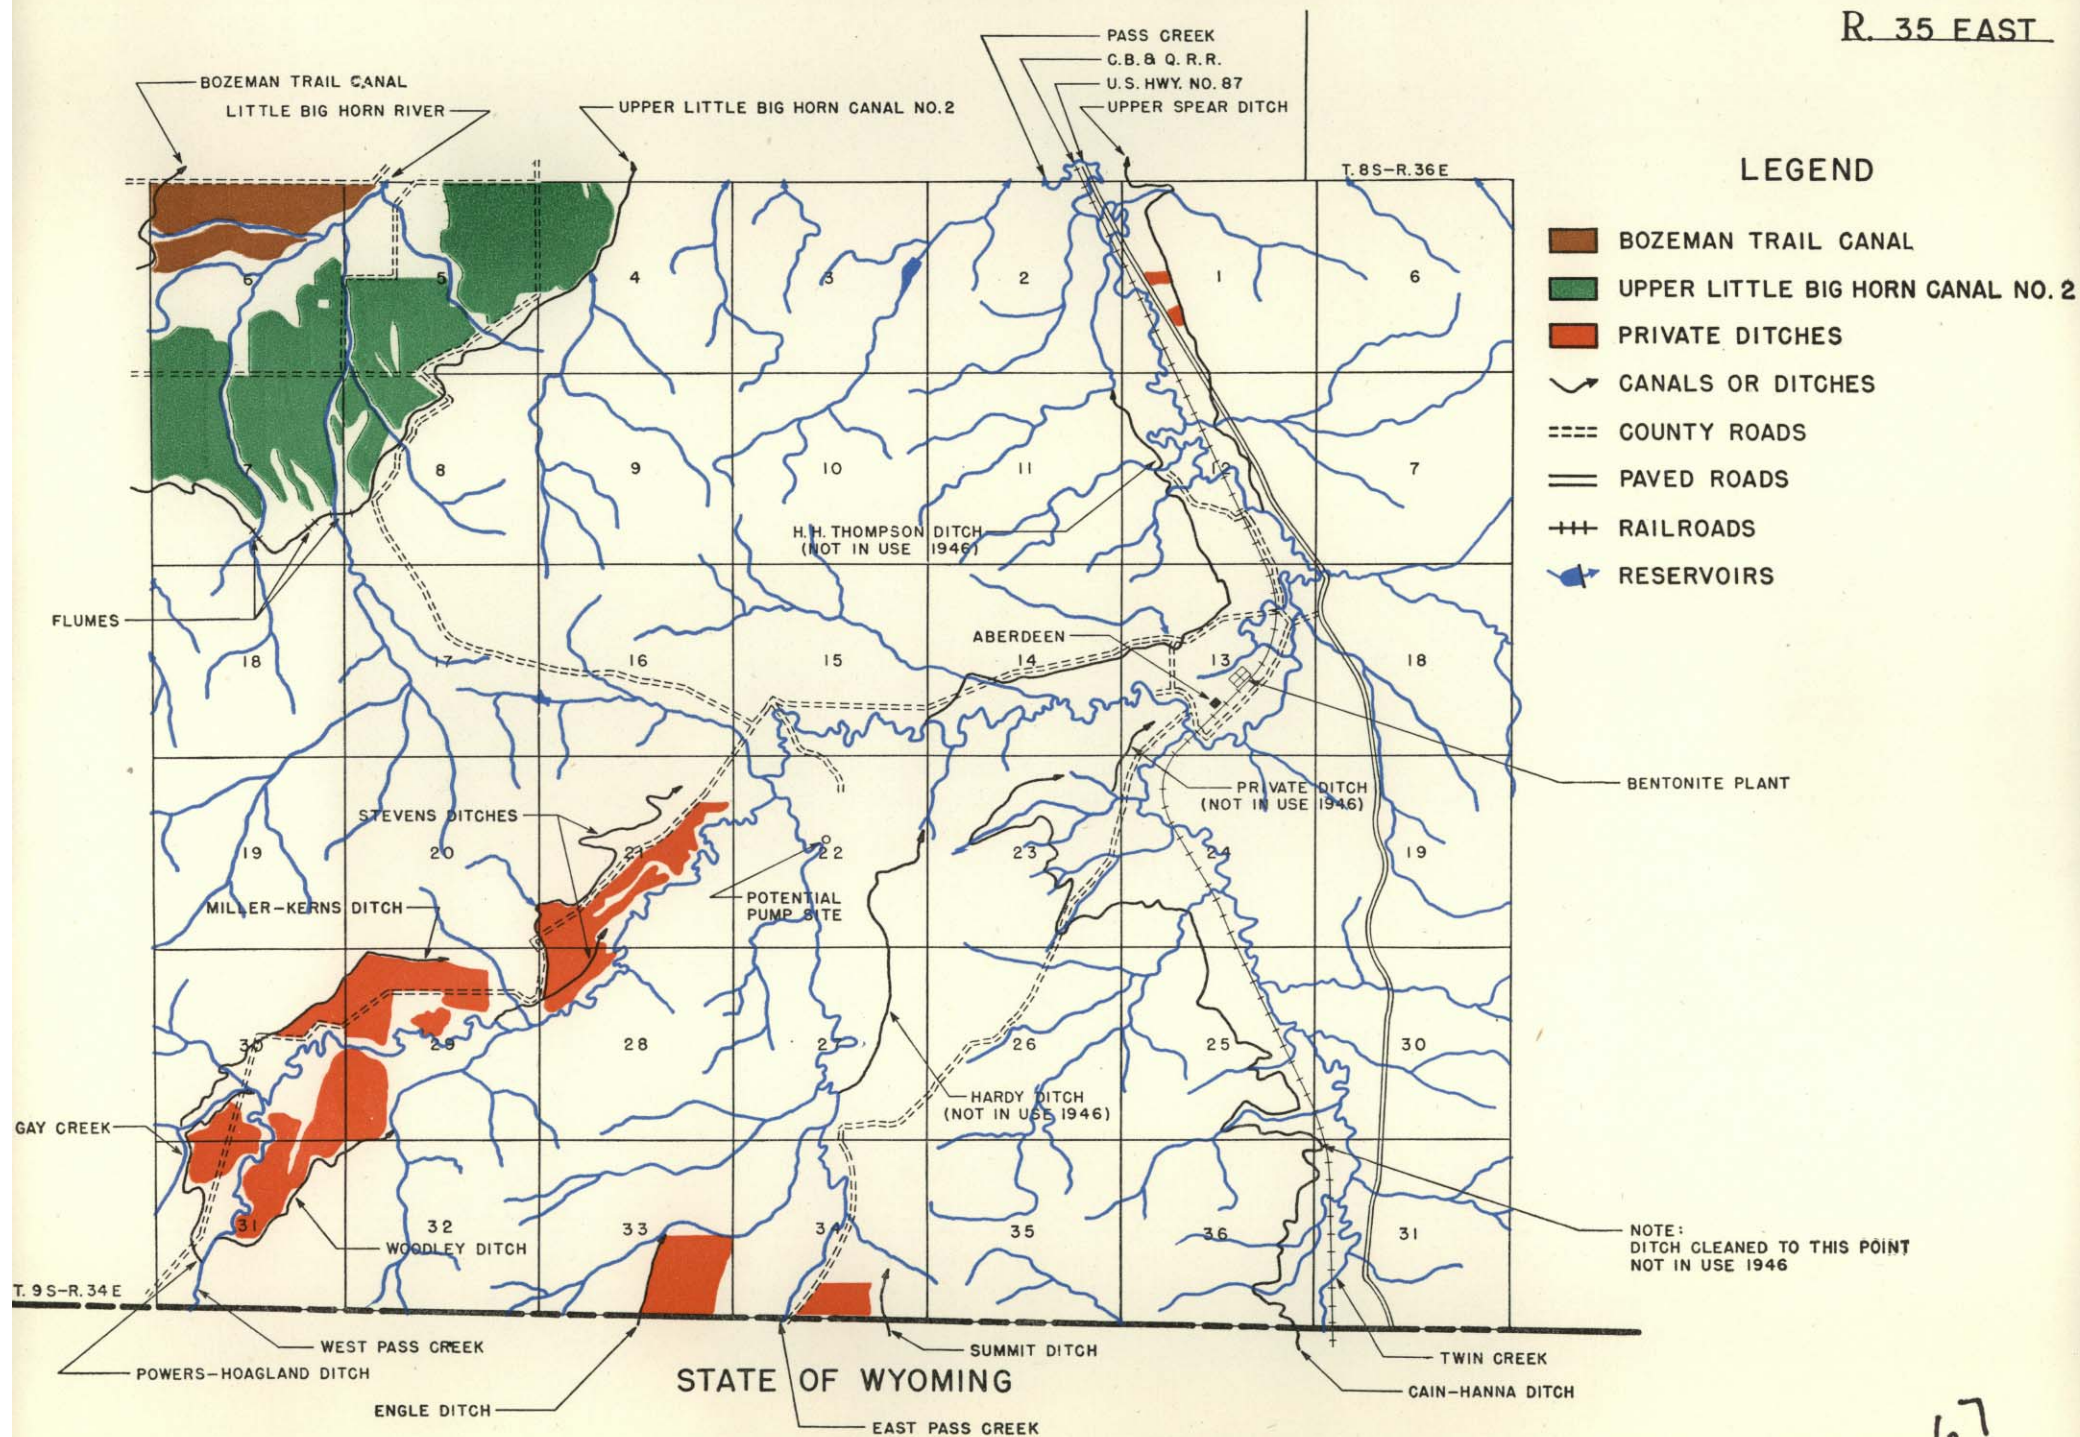 R. 35 EAST
PASS CREEK
C.B. & Q. R.R.
U.S. HWY. NO. 87
UPPER SPEAR DITCH
BOZEMAN TRAIL CANAL
LITTLE BIG HORN RIVER
UPPER LITTLE BIG HORN CANAL NO.2
T. 8S-R.36E
LEGEND
BOZEMAN TRAIL CANAL
UPPER LITTLE BIG HORN CANAL NO. 2
PRIVATE DITCHES
CANALS OR DITCHES
COUNTY ROADS
PAVED ROADS
RAILROADS
RESERVOIRS
6 5 4 3 2 1 6
7 8 9 10 11 12 7
H.H. THOMPSON DITCH
(NOT IN USE 1946)
FLUMES
ABERDEEN
18 17 16 15 14 13 18
BENTONITE PLANT
PRIVATE DITCH
(NOT IN USE 1946)
STEVENS DITCHES
19 20 21 22 23 24 19
POTENTIAL
PUMP SITE
MILLER-KERNS DITCH
30 29 28 27 26 25 30
HARDY DITCH
(NOT IN USE 1946)
GAY CREEK
31 32 33 34 35 36 31
WOODLEY DITCH
NOTE:
DITCH CLEANED TO THIS POINT
NOT IN USE 1946
T. 9S-R.34E
WEST PASS CREEK
POWERS-HOAGLAND DITCH
ENGLE DITCH
STATE OF WYOMING
SUMMIT DITCH
EAST PASS CREEK
TWIN CREEK
CAIN-HANNA DITCH
67